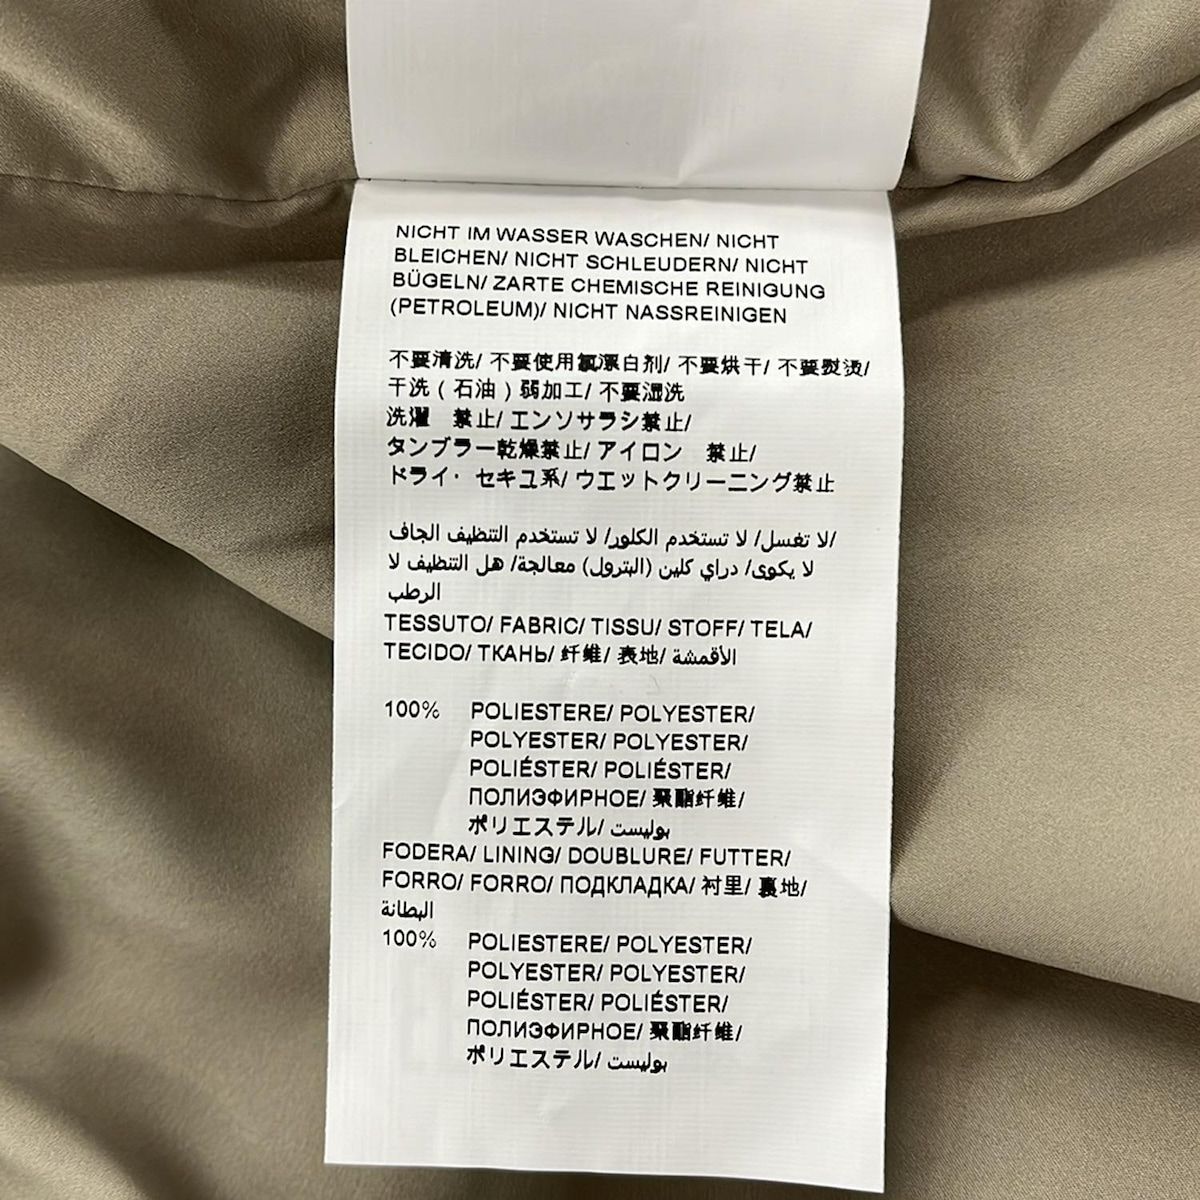 NICHT IM WASSER WASCHEN/ NICHT
BLEICHEN/ NICHT SCHLEUDERN/ NICHT
BÜGELN/ ZARTE CHEMISCHE REINIGUNG
(PETROLEUM)/ NICHT NASSREINIGEN
不要清洗/ 不要使用氯漂白剂/ 不要烘干/ 不要熨烫/
干洗 ( 石油 ) 弱加工/ 不要湿洗
洗濯　禁止/ エンソサラシ禁止/
タンブラー乾燥禁止/ アイロン　禁止/
ドライ・セキユ系/ ウエットクリーニング禁止
/لا تغسل/ لا تستخدم الكلور/ لا تستخدم التنظيف الجاف
لا يكوى/ دراي كلين (البترول) معالجة/ هل التنظيف لا
الرطب
TESSUTO/ FABRIC/ TISSU/ STOFF/ TELA/
TECIDO/ ТКАНЬ/ 纤维/ 表地/ الأقمشة
100% POLIESTERE/ POLYESTER/
POLYESTER/ POLYESTER/
POLIÉSTER/ POLIÉSTER/
ПОЛИЭФИРНОЕ/ 聚酯纤维/
ポリエステル/ بوليست
FODERA/ LINING/ DOUBLURE/ FUTTER/
FORRO/ FORRO/ ПОДКЛАДКА/ 衬里/ 裏地/
البطانة
100% POLIESTERE/ POLYESTER/
POLYESTER/ POLYESTER/
POLIÉSTER/ POLIÉSTER/
ПОЛИЭФИРНОЕ/ 聚酯纤维/
ポリエステル/ بوليست